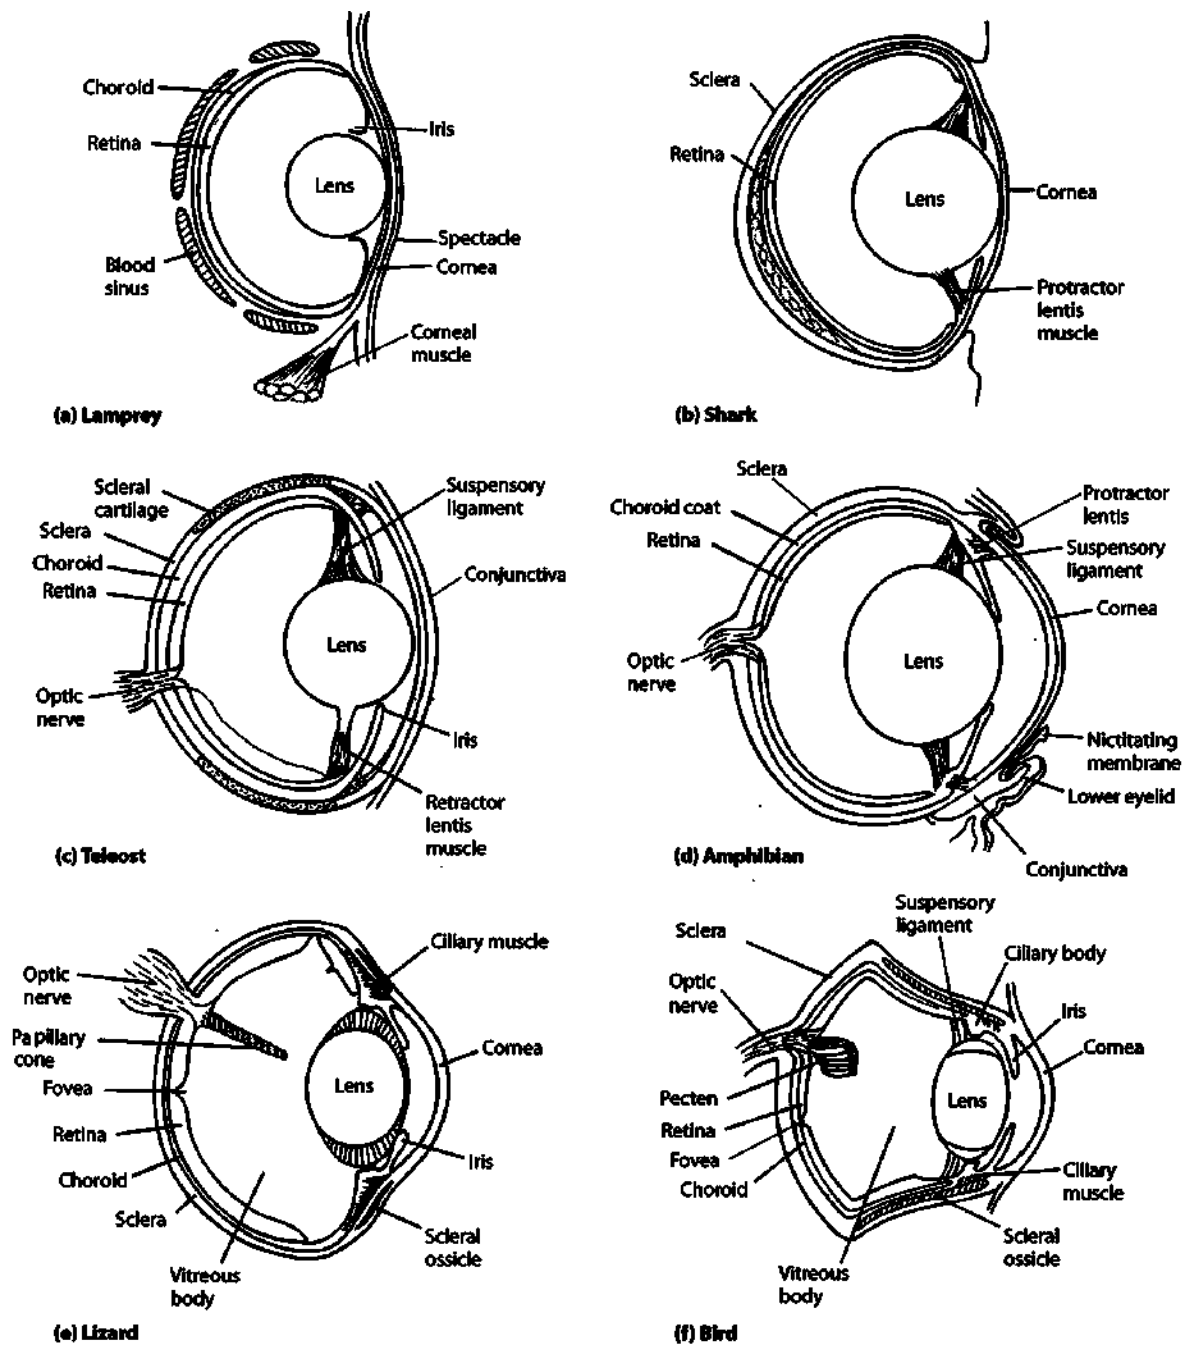 Choroid
Retina
Iris
Lens
Spectacle
Cornea
Blood
sinus
Corneal
muscle
(a) Lamprey
Sclera
Retina
Lens
Cornea
Protractor
lentis
muscle
(b) Shark
Scleral
cartilage
Sclera
Choroid
Retina
Suspensory
ligament
Conjunctiva
Lens
Optic
nerve
Iris
Retractor
lentis
muscle
(c) Teleost
Sclera
Choroid coat
Retina
Protractor
lentis
Suspensory
ligament
Cornea
Lens
Optic
nerve
Nictitating
membrane
Lower eyelid
Conjunctiva
(d) Amphibian
Ciliary muscle
Optic
nerve
Papillary
cone
Cornea
Fovea
Lens
Retina
Iris
Choroid
Sclera
Scleral
ossicle
Vitreous
body
(e) Lizard
Suspensory
ligament
Sclera
Ciliary body
Optic
nerve
Iris
Cornea
Pecten
Lens
Retina
Fovea
Choroid
Ciliary
muscle
Scleral
ossicle
Vitreous
body
(f) Bird